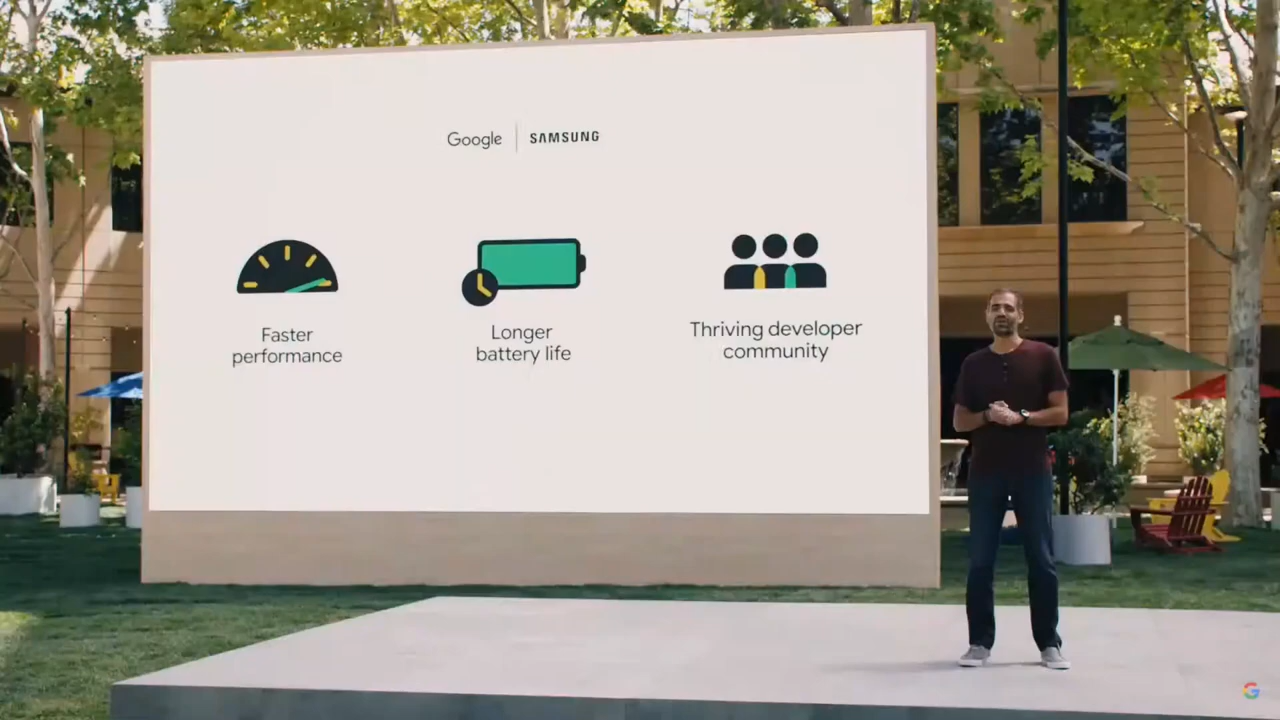 Google | SAMSUNG
Faster
performance
Longer
battery life
Thriving developer
community